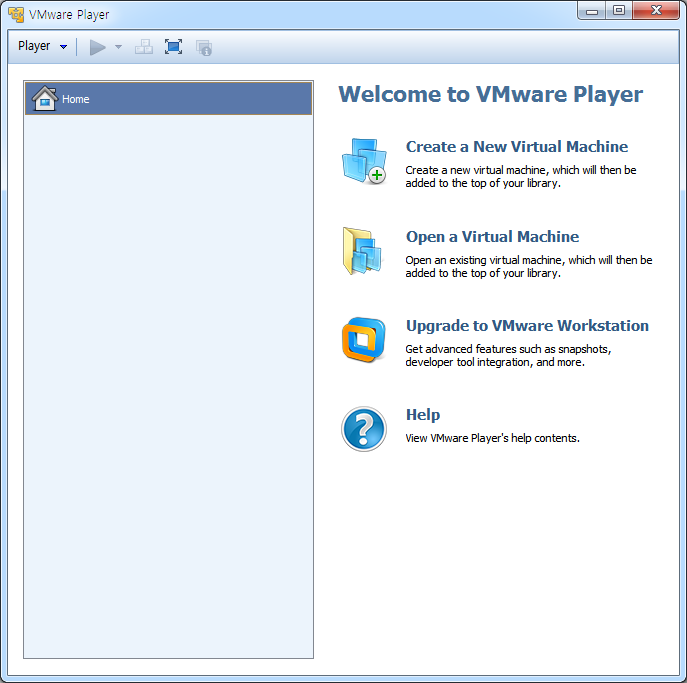 VMware Player
Player
Home
Welcome to VMware Player
Create a New Virtual Machine
Create a new virtual machine, which will then be
added to the top of your library.
Open a Virtual Machine
Open an existing virtual machine, which will then be
added to the top of your library.
Upgrade to VMware Workstation
Get advanced features such as snapshots,
developer tool integration, and more.
Help
View VMware Player's help contents.